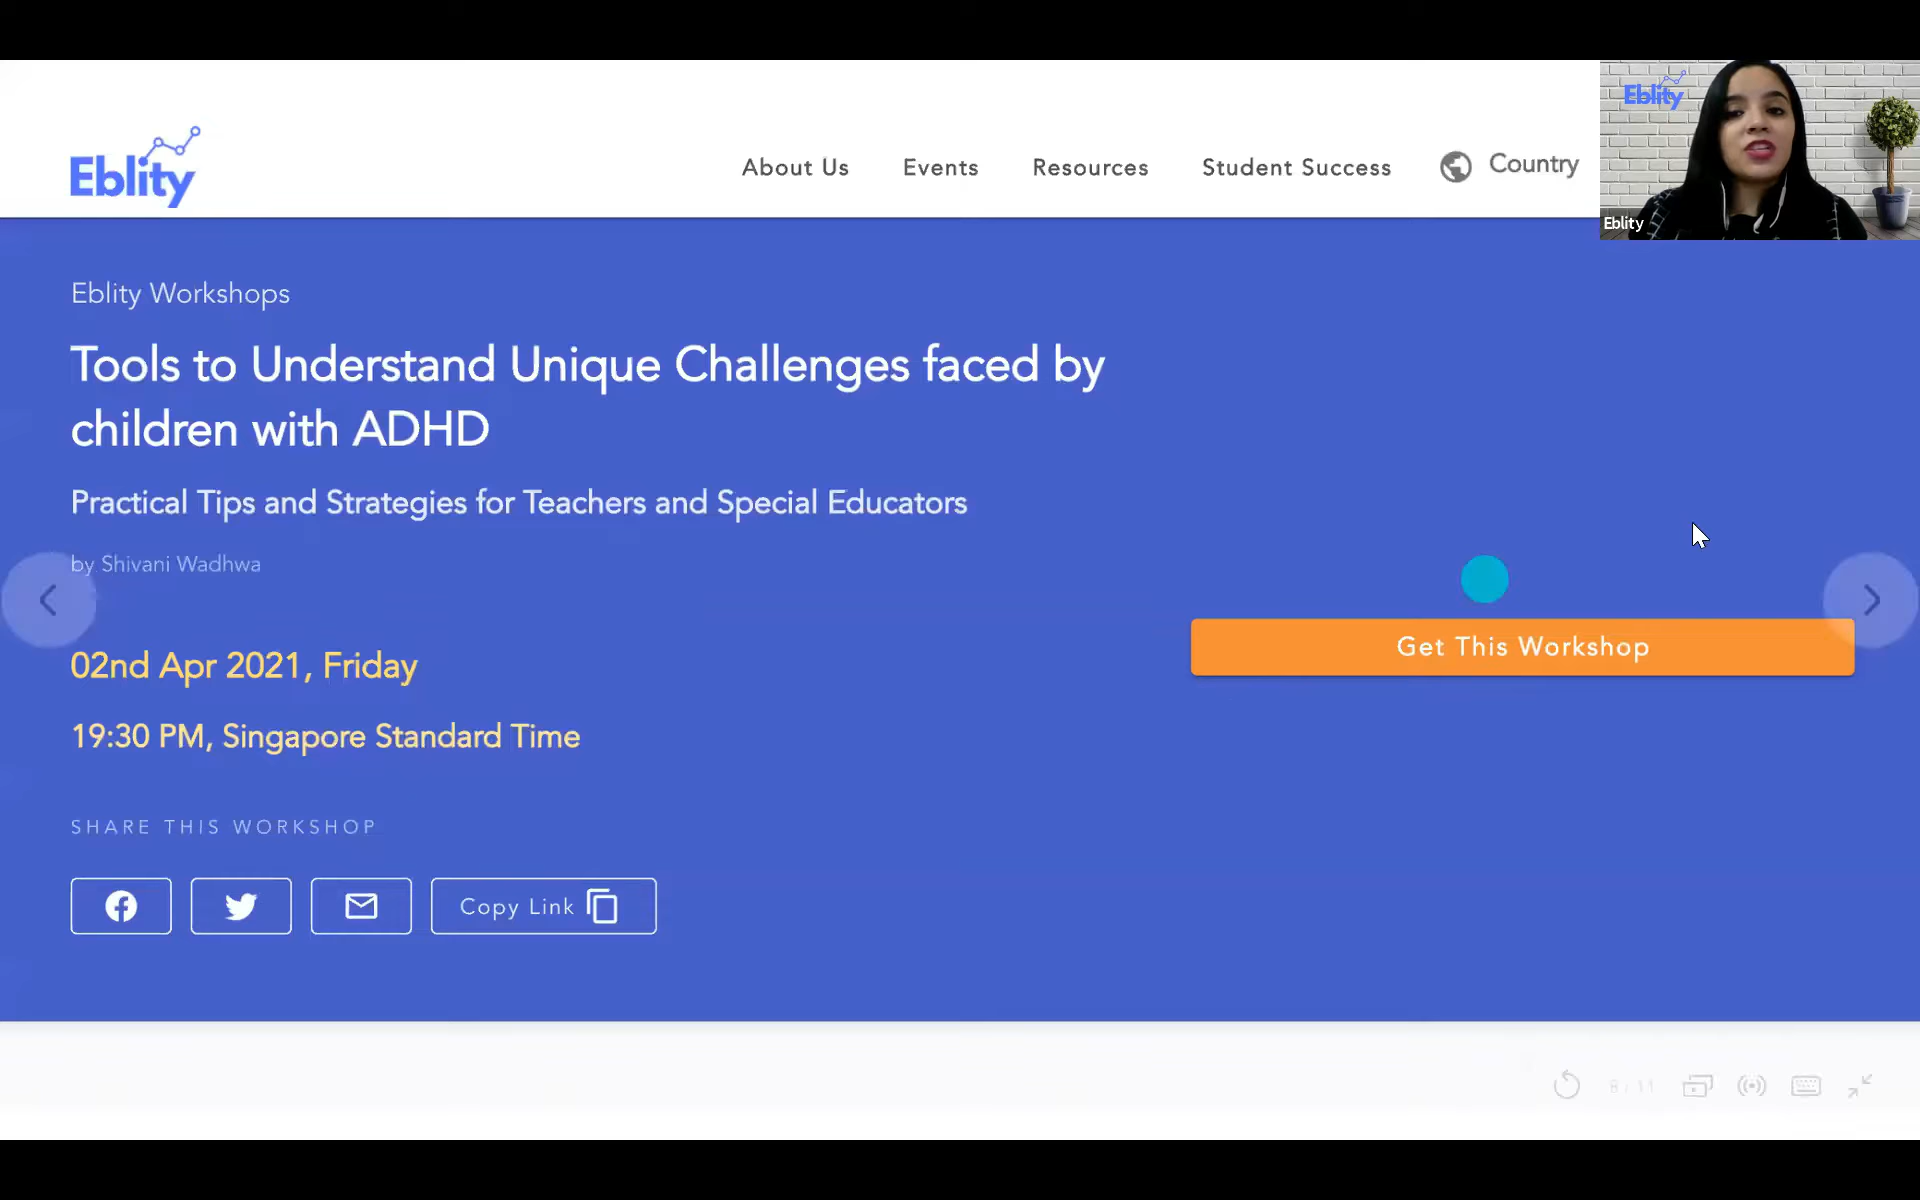 Eblity
About Us
Events
Resources
Student Success
Country
Eblity
Eblity
Eblity Workshops
Tools to Understand Unique Challenges faced by
children with ADHD
Practical Tips and Strategies for Teachers and Special Educators
by Shivani Wadhwa
02nd Apr 2021, Friday
19:30 PM, Singapore Standard Time
Get This Workshop
SHARE THIS WORKSHOP
Copy Link
8/11